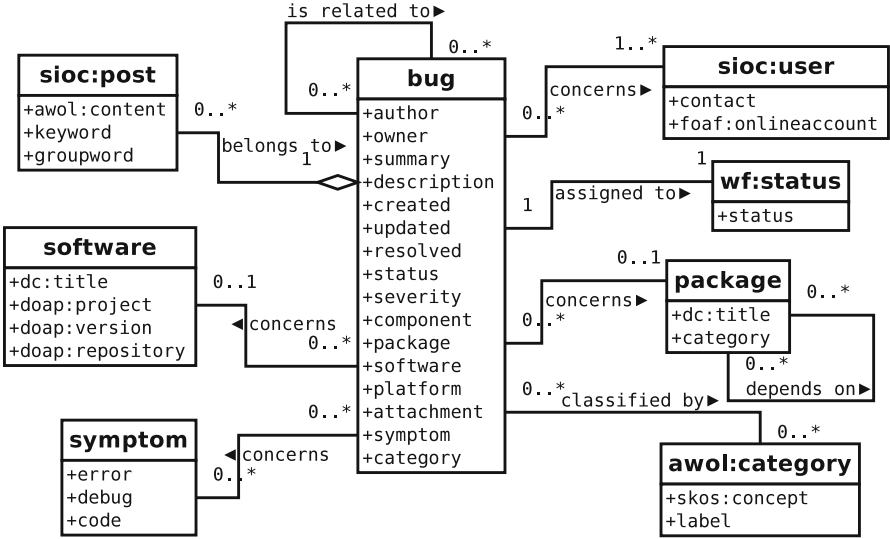 is related to▶
0..*
0..*
sioc:post
+awol:content
+keyword
+groupword
0..*
belongs to▶
1
bug
+author
+owner
+summary
+description
+created
+updated
+resolved
+status
+severity
+component
+package
+software
+platform
+attachment
+symptom
+category
1..*
concerns▶
0..*
sioc:user
+contact
+foaf:onlineaccount
1
assigned to▶
1
wf:status
+status
software
+dc:title
+doap:project
+doap:version
+doap:repository
0..1
◀concerns
0..*
0..1
concerns▶
0..*
package
+dc:title
+category
0..*
0..*
depends on▶
symptom
+error
+debug
+code
0..*
◀concerns
0..*
0..*
classified by▶
0..*
awol:category
+skos:concept
+label